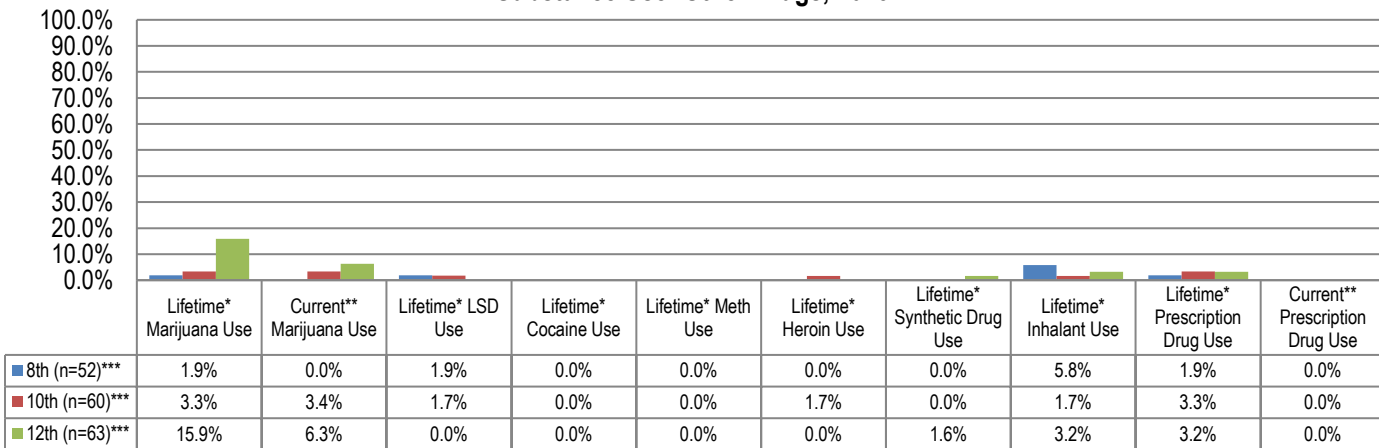 100.0%
90.0%
80.0%
70.0%
60.0%
50.0%
40.0%
30.0%
20.0%
10.0%
0.0%
Lifetime* Marijuana Use
Current** Marijuana Use
Lifetime* LSD Use
Lifetime* Cocaine Use
Lifetime* Meth Use
Lifetime* Heroin Use
Lifetime* Synthetic Drug Use
Lifetime* Inhalant Use
Lifetime* Prescription Drug Use
Current** Prescription Drug Use
8th (n=52)*** 1.9% 0.0% 1.9% 0.0% 0.0% 0.0% 0.0% 5.8% 1.9% 0.0%
10th (n=60)*** 3.3% 3.4% 1.7% 0.0% 0.0% 1.7% 0.0% 1.7% 3.3% 0.0%
12th (n=63)*** 15.9% 6.3% 0.0% 0.0% 0.0% 0.0% 1.6% 3.2% 3.2% 0.0%